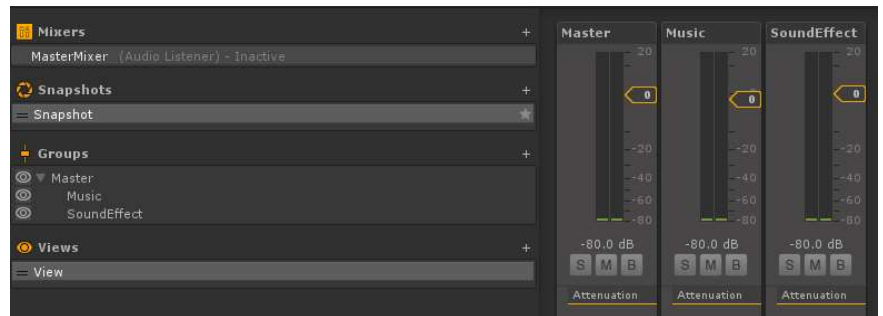 Mixers +
MasterMixer (Audio Listener) - Inactive
Snapshots +
Snapshot
Groups +
Master
Music
SoundEffect
Views +
View
Master
20
0
-20
-40
-60
-80
-80.0 dB
S M B
Attenuation
Music
20
0
-20
-40
-60
-80
-80.0 dB
S M B
Attenuation
SoundEffect
20
0
-20
-40
-60
-80
-80.0 dB
S M B
Attenuation